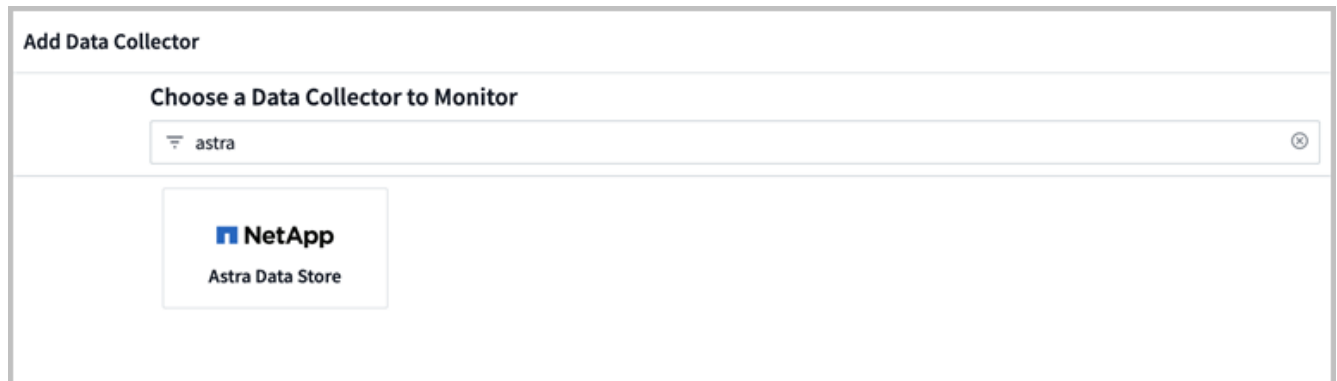 Add Data Collector
Choose a Data Collector to Monitor
astra
NetApp
Astra Data Store